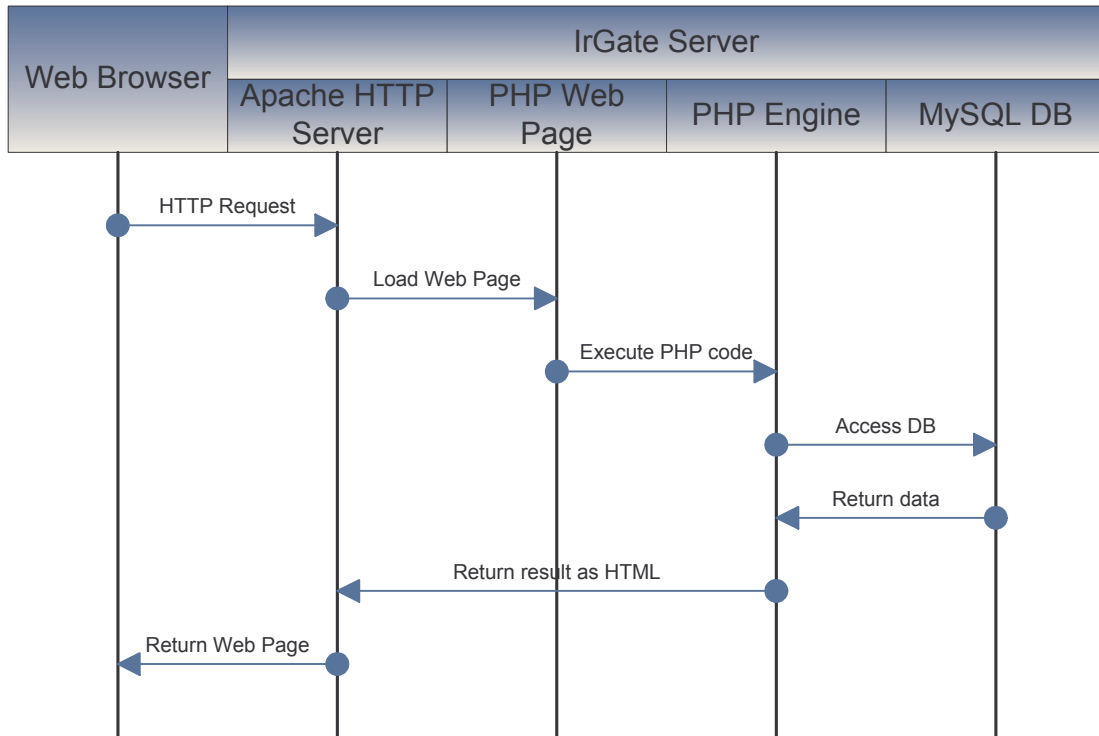 IrGate Server
Web Browser
Apache HTTP
Server
PHP Web
Page
PHP Engine
MySQL DB
HTTP Request
Load Web Page
Execute PHP code
Access DB
Return data
Return result as HTML
Return Web Page